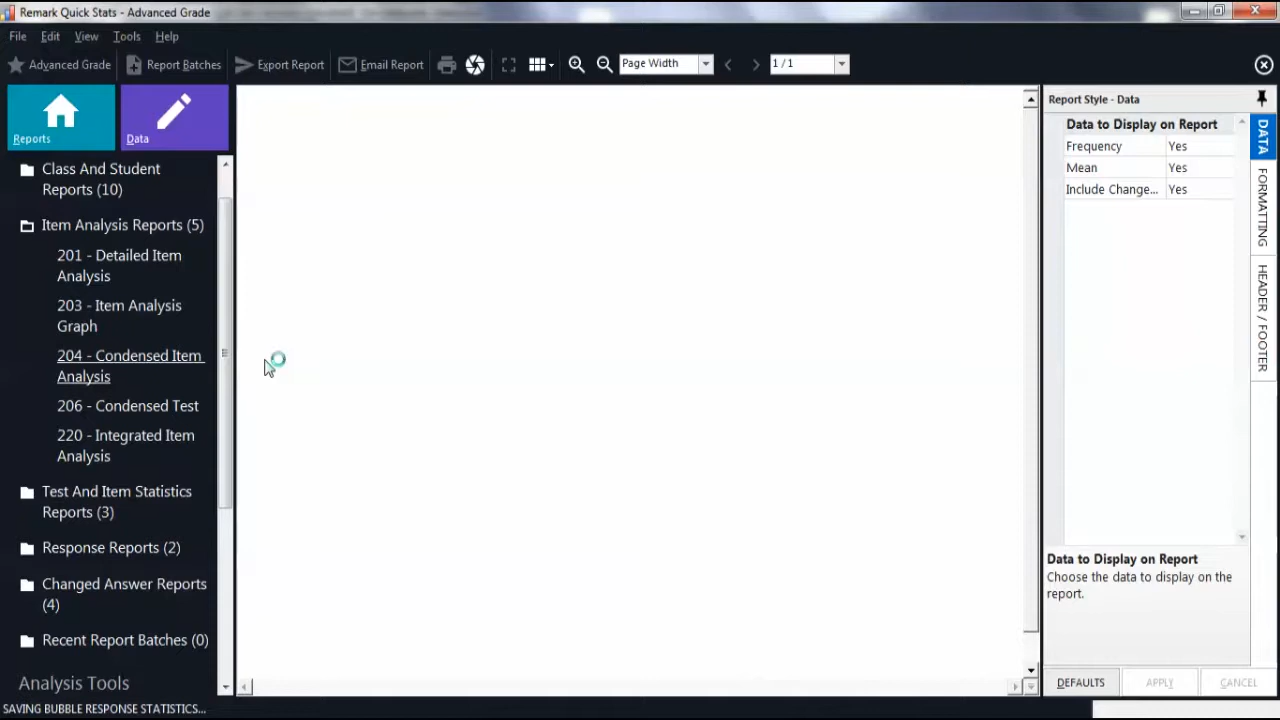 Remark Quick Stats - Advanced Grade
File Edit View Tools Help
Advanced Grade Report Batches Export Report Email Report Page Width 1 / 1
Reports Data
Class And Student
Reports (10)
Item Analysis Reports (5)
201 - Detailed Item
Analysis
203 - Item Analysis
Graph
204 - Condensed Item
Analysis
206 - Condensed Test
220 - Integrated Item
Analysis
Test And Item Statistics
Reports (3)
Response Reports (2)
Changed Answer Reports
(4)
Recent Report Batches (0)
Analysis Tools
SAVING BUBBLE RESPONSE STATISTICS...
Report Style - Data
Data to Display on Report
Frequency Yes
Mean Yes
Include Change... Yes
DATA
FORMATTING
HEADER / FOOTER
Data to Display on Report
Choose the data to display on the
report.
DEFAULTS APPLY CANCEL